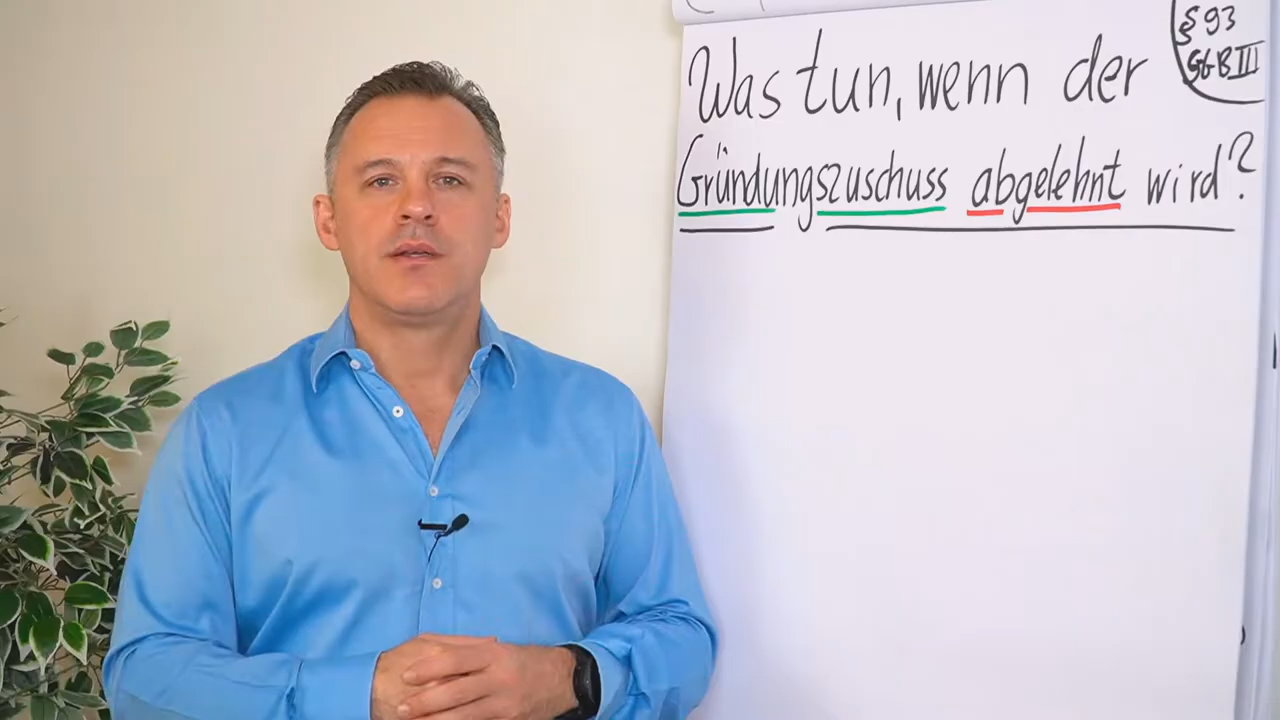 Was tun, wenn der
Gründungszuschuss abgelehnt wird?
§ 93
SGB III